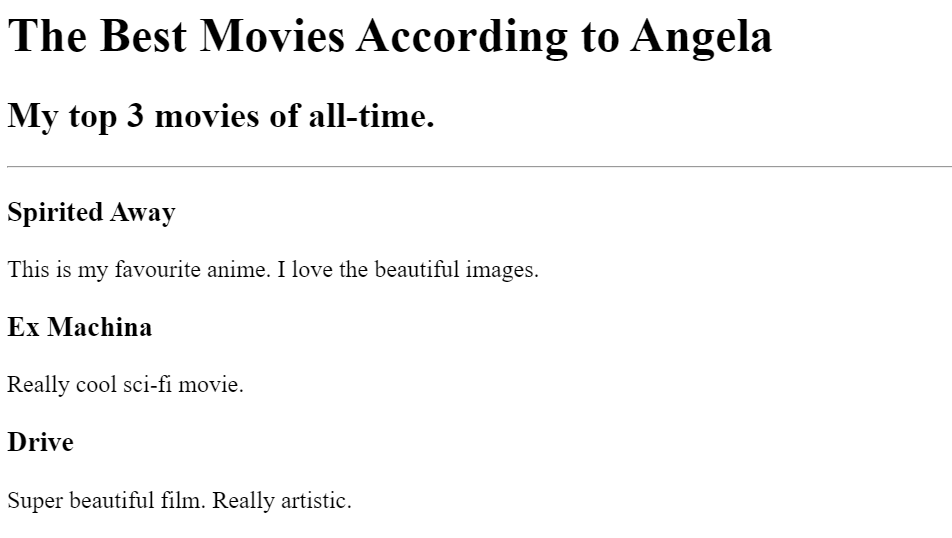 The Best Movies According to Angela
My top 3 movies of all-time.
Spirited Away
This is my favourite anime. I love the beautiful images.
Ex Machina
Really cool sci-fi movie.
Drive
Super beautiful film. Really artistic.